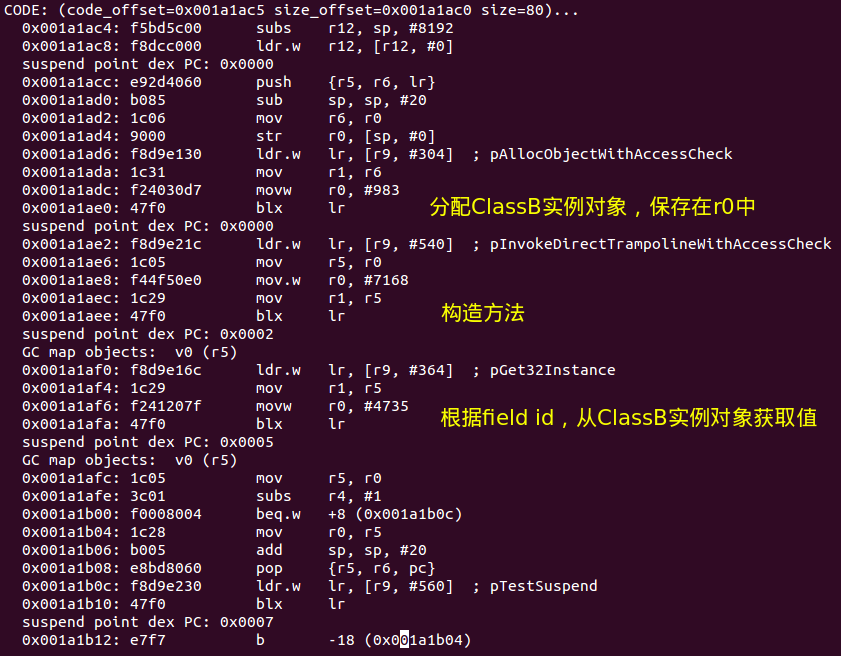 CODE: (code_offset=0x001a1ac5 size_offset=0x001a1ac0 size=80)...
0x001a1ac4: f5bd5c00 subs r12, sp, #8192
0x001a1ac8: f8dcc000 ldr.w r12, [r12, #0]
suspend point dex PC: 0x0000
0x001a1acc: e92d4060 push {r5, r6, lr}
0x001a1ad0: b085 sub sp, sp, #20
0x001a1ad2: 1c06 mov r6, r0
0x001a1ad4: 9000 str r0, [sp, #0]
0x001a1ad6: f8d9e130 ldr.w lr, [r9, #304] ; pAllocObjectWithAccessCheck
0x001a1ada: 1c31 mov r1, r6
0x001a1adc: f24030d7 movw r0, #983
0x001a1ae0: 47f0 blx lr 分配ClassB实例对象，保存在r0中
suspend point dex PC: 0x0000
0x001a1ae2: f8d9e21c ldr.w lr, [r9, #540] ; pInvokeDirectTrampolineWithAccessCheck
0x001a1ae6: 1c05 mov r5, r0
0x001a1ae8: f44f50e0 mov.w r0, #7168
0x001a1aec: 1c29 mov r1, r5
0x001a1aee: 47f0 blx lr 构造方法
suspend point dex PC: 0x0002
GC map objects: v0 (r5)
0x001a1af0: f8d9e16c ldr.w lr, [r9, #364] ; pGet32Instance
0x001a1af4: 1c29 mov r1, r5
0x001a1af6: f241207f movw r0, #4735
0x001a1afa: 47f0 blx lr 根据field id，从ClassB实例对象获取值
suspend point dex PC: 0x0005
GC map objects: v0 (r5)
0x001a1afc: 1c05 mov r5, r0
0x001a1afe: 3c01 subs r4, #1
0x001a1b00: f0008004 beq.w +8 (0x001a1b0c)
0x001a1b04: 1c28 mov r0, r5
0x001a1b06: b005 add sp, sp, #20
0x001a1b08: e8bd8060 pop {r5, r6, pc}
0x001a1b0c: f8d9e230 ldr.w lr, [r9, #560] ; pTestSuspend
0x001a1b10: 47f0 blx lr
suspend point dex PC: 0x0007
0x001a1b12: e7f7 b -18 (0x001a1b04)